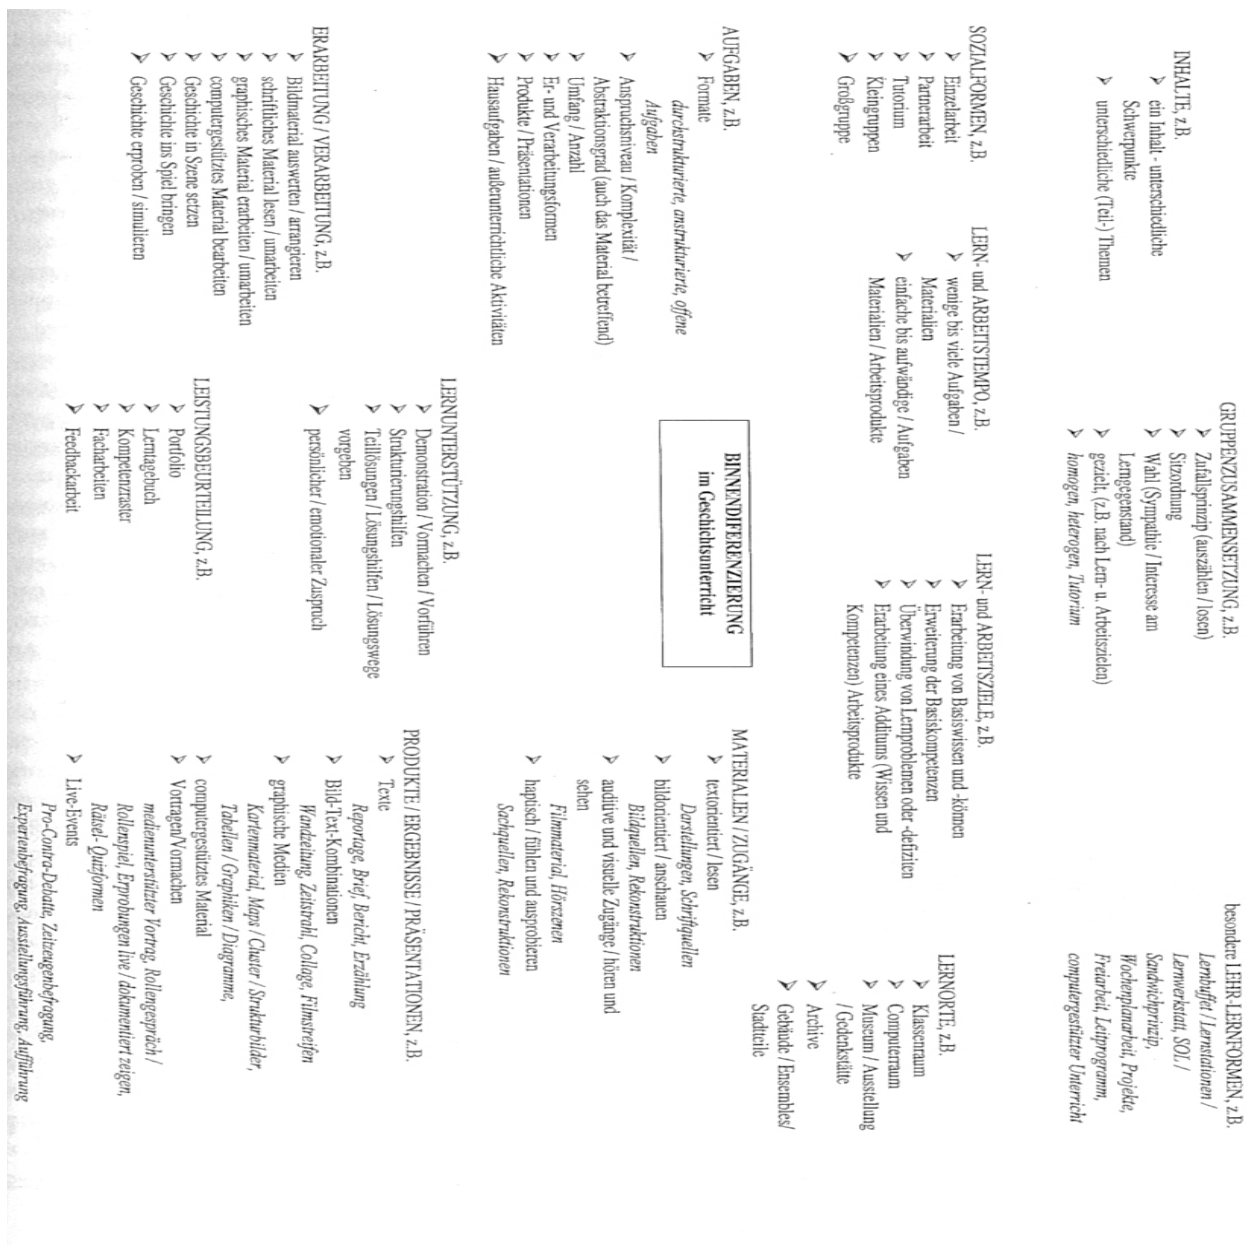 INHALTE, z.B.
➢ ein Inhalt - unterschiedliche
Schwerpunkte
➢ unterschiedliche (Teil-) Themen
GRUPPENZUSAMMENSETZUNG, z.B.
➢ Zufallsprinzip (auszählen / losen)
➢ Sitzordnung
➢ Wahl (Sympathie / Interesse am
Lerngegenstand)
➢ gezielt, (z.B. nach Lern- u. Arbeitszielen)
➢ homogen, heterogen, Tutorium
besondere LEHR-LERNFORMEN, z.B.
Lernbuffet / Lernstationen /
Lernwerkstatt, SOL /
Sandwichprinzip,
Wochenplanarbeit, Projekte,
Freiarbeit, Leitprogramm,
computergestützter Unterricht
SOZIALFORMEN, z.B.
➢ Einzelarbeit
➢ Partnerarbeit
➢ Tutorium
➢ Kleingruppen
➢ Großgruppe
LERN- und ARBEITSTEMPO, z.B.
➢ wenige bis viele Aufgaben /
Materialien
➢ einfache bis aufwändige / Aufgaben
Materialien / Arbeitsprodukte
LERN- und ARBEITSZIELE, z.B.
➢ Erarbeitung von Basiswissen und -können
➢ Erweiterung der Basiskompetenzen
➢ Überwindung von Lernproblemen oder -defiziten
➢ Erarbeitung eines Additums (Wissen und
Kompetenzen) Arbeitsprodukte
LERNORTE, z.B.
➢ Klassenraum
➢ Computerraum
➢ Museum / Ausstellung
/ Gedenkstätte
➢ Archive
➢ Gebäude / Ensembles/
Stadtteile
AUFGABEN, z.B.
➢ Formate
durchstrukturierte, anstrukturierte, offene
Aufgaben
➢ Anspruchsniveau / Komplexität /
Abstraktionsgrad (auch das Material betreffend)
➢ Umfang / Anzahl
➢ Er- und Verarbeitungsformen
➢ Produkte / Präsentationen
➢ Hausaufgaben / außerunterrichtliche Aktivitäten
BINNENDIFERENZIERUNG
im Geschichtsunterricht
MATERIALIEN / ZUGÄNGE, z.B.
➢ textorientiert / lesen
Darstellungen, Schriftquellen
➢ bildorientiert / anschauen
Bildquellen, Rekonstruktionen
➢ auditive und visuelle Zugänge / hören und
sehen
Filmmaterial, Hörszenen
➢ haptisch / fühlen und ausprobieren
Sachquellen, Rekonstruktionen
ERARBEITUNG / VERARBEITUNG, z.B.
➢ Bildmaterial auswerten / arrangieren
➢ schriftliches Material lesen / umarbeiten
➢ graphisches Material erarbeiten / umarbeiten
➢ computergestütztes Material bearbeiten
➢ Geschichte in Szene setzen
➢ Geschichte ins Spiel bringen
➢ Geschichte erproben / simulieren
LERNUNTERSTÜTZUNG, z.B.
➢ Demonstration / Vormachen / Vorführen
➢ Strukturierungshilfen
➢ Teillösungen / Lösungshilfen / Lösungswege
vorgeben
➢ persönlicher / emotionaler Zuspruch
LEISTUNGSBEURTEILUNG, z.B.
➢ Portfolio
➢ Lerntagebuch
➢ Kompetenzraster
➢ Facharbeiten
➢ Feedbackarbeit
PRODUKTE / ERGEBNISSE / PRÄSENTATIONEN, z.B.
➢ Texte
Reportage, Brief, Bericht, Erzählung
➢ Bild-Text-Kombinationen
Wandzeitung, Zeitstrahl, Collage, Filmstreifen
➢ graphische Medien
Kartenmaterial, Maps / Cluster / Strukturbilder,
Tabellen / Graphiken / Diagramme,
➢ computergestütztes Material
➢ Vortragen/Vormachen
medienunterstützter Vortrag, Rollengespräch /
Rollenspiel, Erprobungen live / dokumentiert zeigen,
Rätsel- Quizformen
➢ Live-Events
Pro-Contra-Debatte, Zeitzeugenbefragung,
Expertenbefragung, Ausstellungsführung, Aufführung